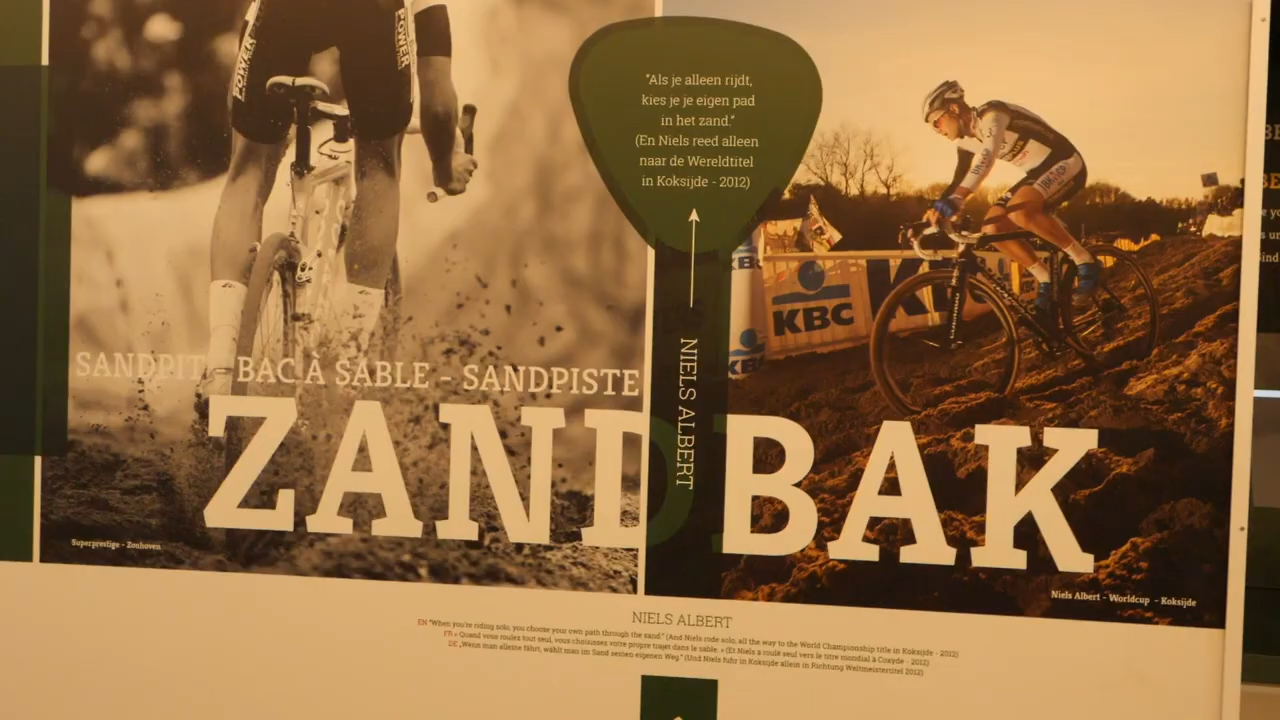 POWER
POWER
"Als je alleen rijdt,
kies je je eigen pad
in het zand."
(En Niels reed alleen
naar de Wereldtitel
in Koksijde - 2012)
KBC
NIELS ALBERT
SANDPIT - BAC À SABLE - SANDPISTE
ZANDBAK
Superprestige - Zonhoven
Niels Albert - Worldcup - Koksijde
NIELS ALBERT
EN "When you're riding solo, you choose your own path through the sand." (And Niels rode solo, all the way to the World Championship title in Koksijde - 2012)
FR « Quand vous roulez tout seul, vous choisissez votre propre trajet dans le sable. » (Et Niels a roulé seul vers le titre mondial à Coxyde - 2012)
DE „Wenn man alleine fährt, wählt man im Sand seinen eigenen Weg." (Und Niels fuhr in Koksijde allein in Richtung Weltmeistertitel 2012)